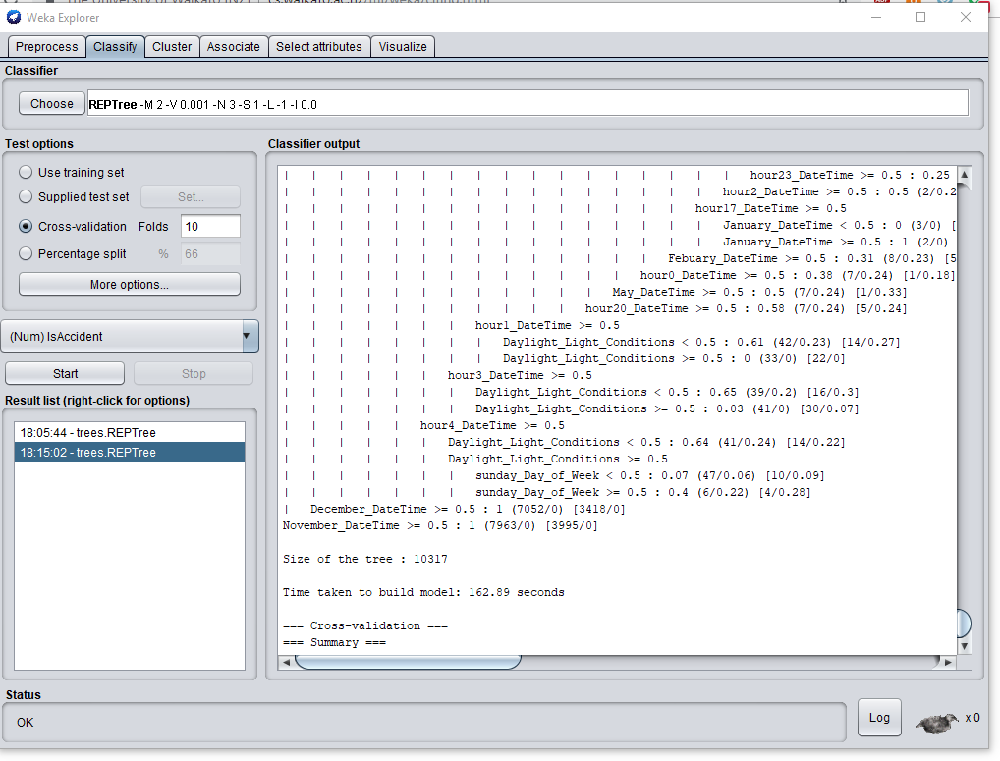 Weka Explorer
Preprocess Classify Cluster Associate Select attributes Visualize
Classifier
Choose REPTree -M 2 -V 0.001 -N 3 -S 1 -L -1 -I 0.0
Test options
Use training set
Supplied test set Set...
Cross-validation Folds 10
Percentage split % 66
More options...
(Num) IsAccident
Start Stop
Result list (right-click for options)
18:05:44 - trees.REPTree
18:15:02 - trees.REPTree
Classifier output
| | | | | | | | | | | | | | | | | hour23_DateTime >= 0.5 : 0.25
| | | | | | | | | | | | | | | | hour2_DateTime >= 0.5 : 0.5 (2/0.2
| | | | | | | | | | | | | | | hour17_DateTime >= 0.5
| | | | | | | | | | | | | | | | January_DateTime < 0.5 : 0 (3/0) [
| | | | | | | | | | | | | | | | January_DateTime >= 0.5 : 1 (2/0)
| | | | | | | | | | | | | | Febuary_DateTime >= 0.5 : 0.31 (8/0.23) [5
| | | | | | | | | | | | | hour0_DateTime >= 0.5 : 0.38 (7/0.24) [1/0.18]
| | | | | | | | | | | | May_DateTime >= 0.5 : 0.5 (7/0.24) [1/0.33]
| | | | | | | | | | | hour20_DateTime >= 0.5 : 0.58 (7/0.24) [5/0.24]
| | | | | | | hour1_DateTime >= 0.5
| | | | | | | | Daylight_Light_Conditions < 0.5 : 0.61 (42/0.23) [14/0.27]
| | | | | | | | Daylight_Light_Conditions >= 0.5 : 0 (33/0) [22/0]
| | | | | | hour3_DateTime >= 0.5
| | | | | | | Daylight_Light_Conditions < 0.5 : 0.65 (39/0.2) [16/0.3]
| | | | | | | Daylight_Light_Conditions >= 0.5 : 0.03 (41/0) [30/0.07]
| | | | | hour4_DateTime >= 0.5
| | | | | | Daylight_Light_Conditions < 0.5 : 0.64 (41/0.24) [14/0.22]
| | | | | | Daylight_Light_Conditions >= 0.5
| | | | | | | sunday_Day_of_Week < 0.5 : 0.07 (47/0.06) [10/0.09]
| | | | | | | sunday_Day_of_Week >= 0.5 : 0.4 (6/0.22) [4/0.28]
| December_DateTime >= 0.5 : 1 (7052/0) [3418/0]
November_DateTime >= 0.5 : 1 (7963/0) [3995/0]
Size of the tree : 10317
Time taken to build model: 162.89 seconds
=== Cross-validation ===
=== Summary ===
Status
OK
Log
x 0